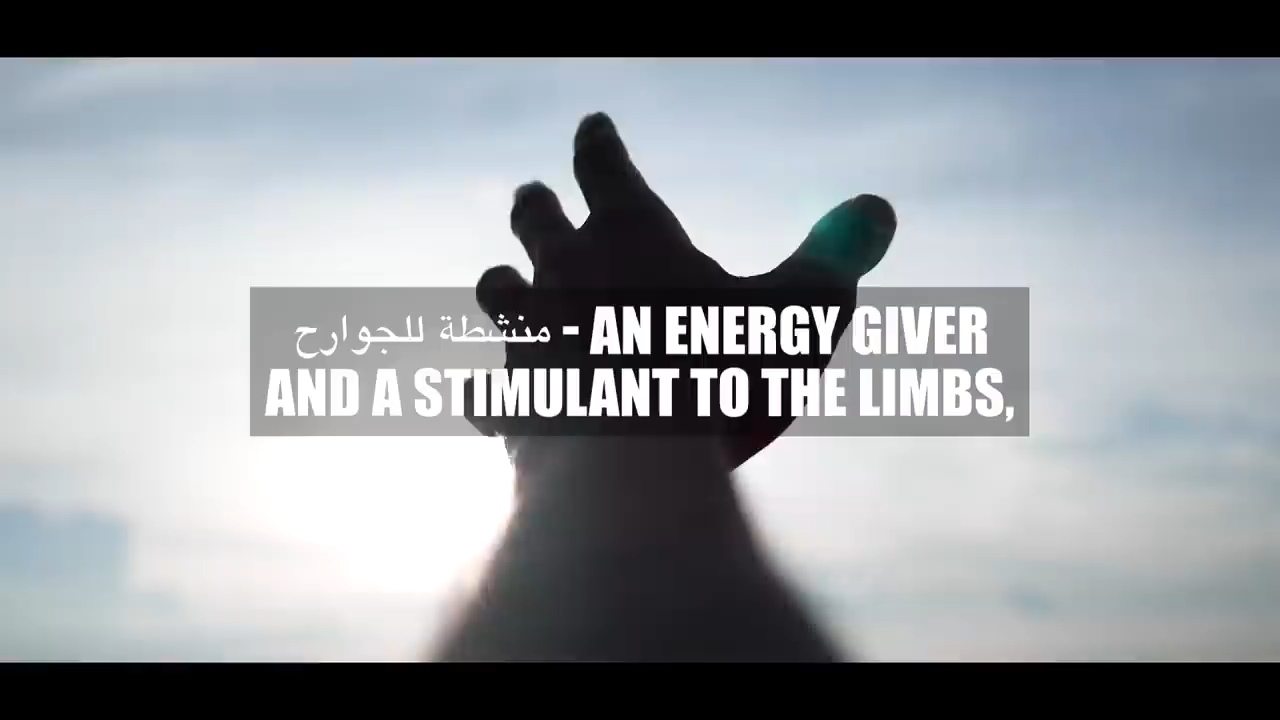 منشطة للجوارح - AN ENERGY GIVER
AND A STIMULANT TO THE LIMBS,